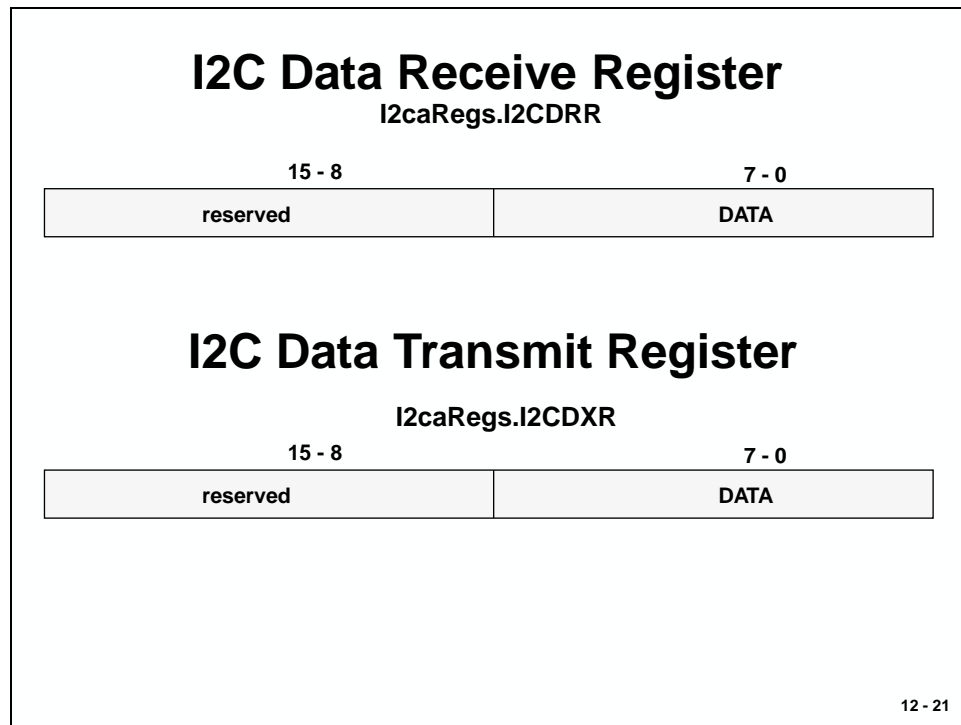 I2C Data Receive Register
I2caRegs.I2CDRR
15 - 8 7 - 0
reserved DATA
I2C Data Transmit Register
I2caRegs.I2CDXR
15 - 8 7 - 0
reserved DATA
12 - 21